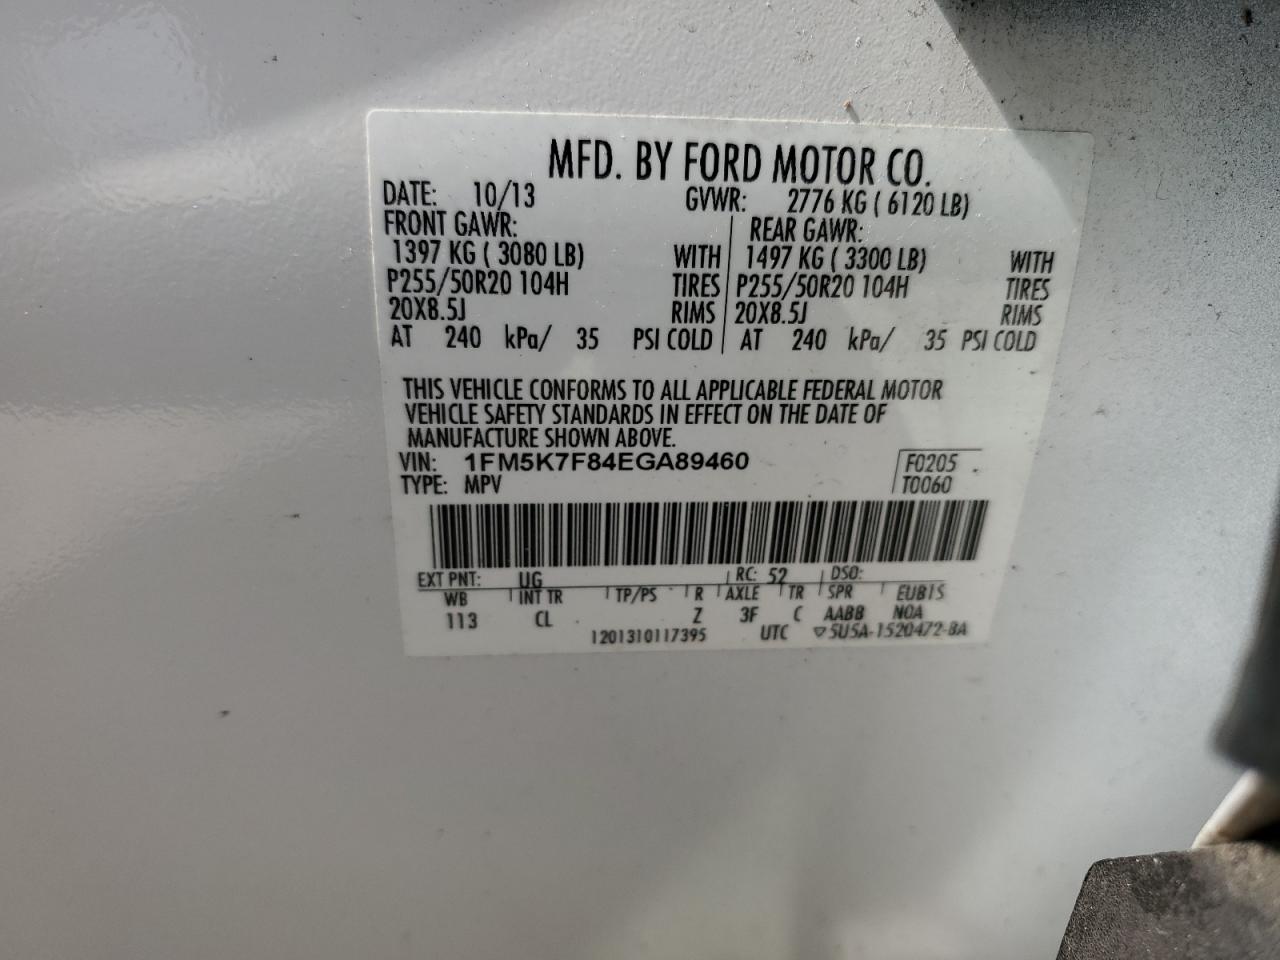 MFD. BY FORD MOTOR CO.
DATE: 10/13 GVWR: 2776 KG ( 6120 LB)
FRONT GAWR: REAR GAWR:
1397 KG ( 3080 LB) WITH 1497 KG ( 3300 LB) WITH
P255/50R20 104H TIRES P255/50R20 104H TIRES
20X8.5J RIMS 20X8.5J RIMS
AT 240 kPa/ 35 PSI COLD AT 240 kPa/ 35 PSI COLD
THIS VEHICLE CONFORMS TO ALL APPLICABLE FEDERAL MOTOR
VEHICLE SAFETY STANDARDS IN EFFECT ON THE DATE OF
MANUFACTURE SHOWN ABOVE.
VIN: 1FM5K7F84EGA89460 F0205
TYPE: MPV T0060
EXT PNT: UG RC: 52 DSO:
WB INT TR TP/PS R AXLE TR SPR EUB1S
113 CL Z 3F C AABB NOA
1201310117395 UTC ▽5U5A-1520472-BA